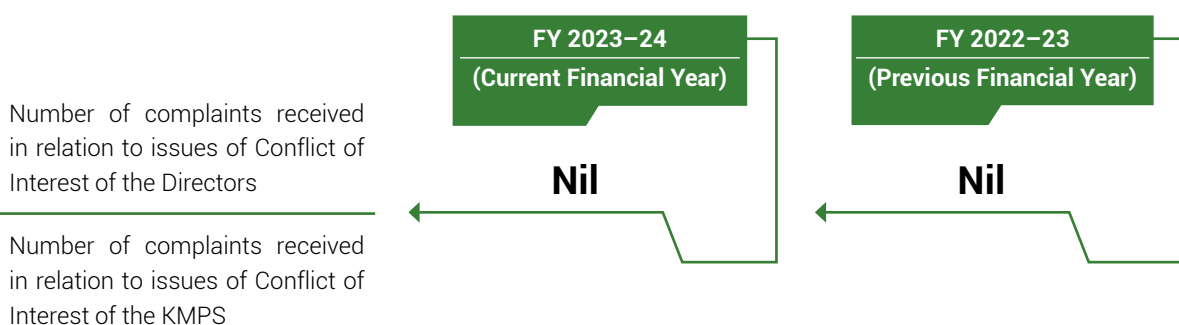 FY 2023–24
(Current Financial Year)
FY 2022–23
(Previous Financial Year)
Number of complaints received
in relation to issues of Conflict of
Interest of the Directors
Nil
Nil
Number of complaints received
in relation to issues of Conflict of
Interest of the KMPS